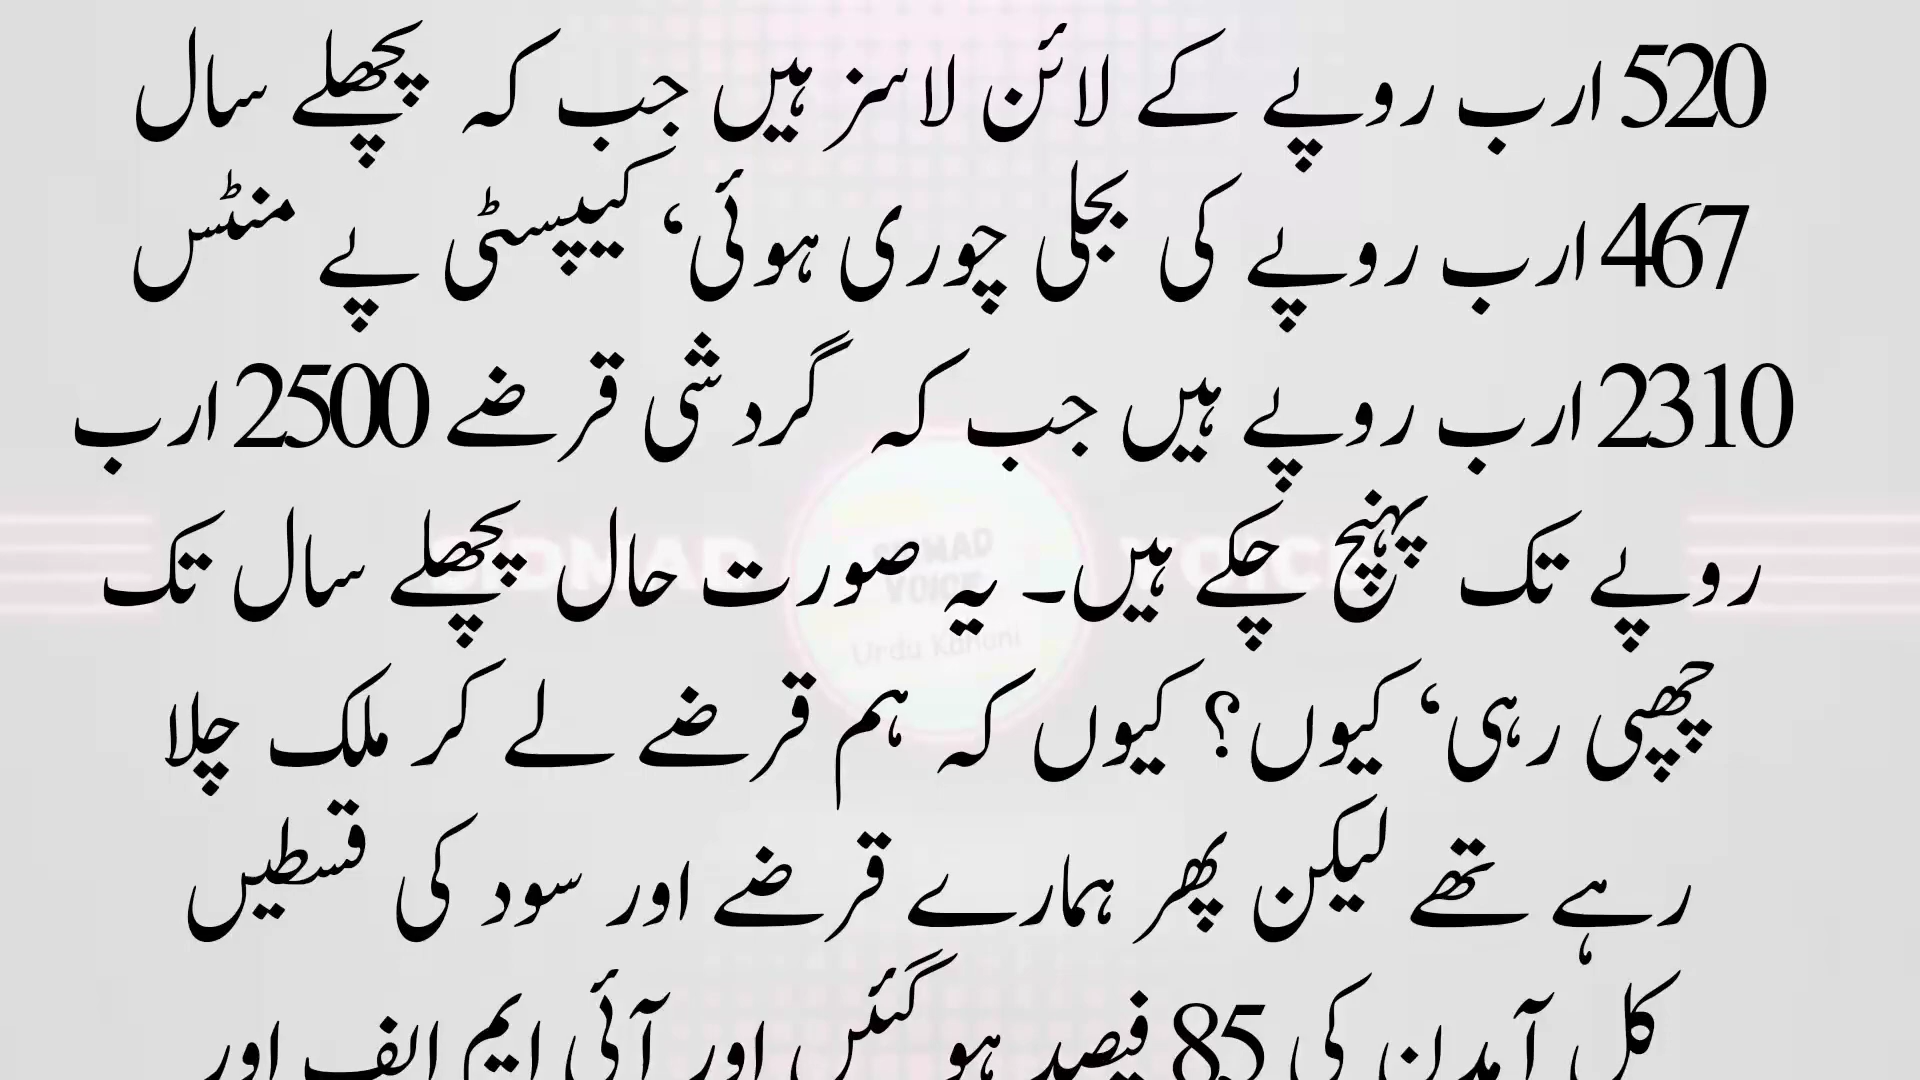 520 ارب روپے کے لائن لاسز ہیں جب کہ پچھلے سال
467 ارب روپے کی بجلی چوری ہوئی‘ کیپسٹی پے منٹس
2310 ارب روپے ہیں جب کہ گردشی قرضے 2500 ارب
روپے تک پہنچ چکے ہیں۔ یہ صورت حال پچھلے سال تک
چھپی رہی‘ کیوں؟ کیوں کہ ہم قرضے لے کر ملک چلا
رہے تھے لیکن پھر ہمارے قرضے اور سود کی قسطیں
کل آمدن کی 85 فیصد ہو گئیں اور آئی ایم ایف اور
VOICE
Urdu Kahani